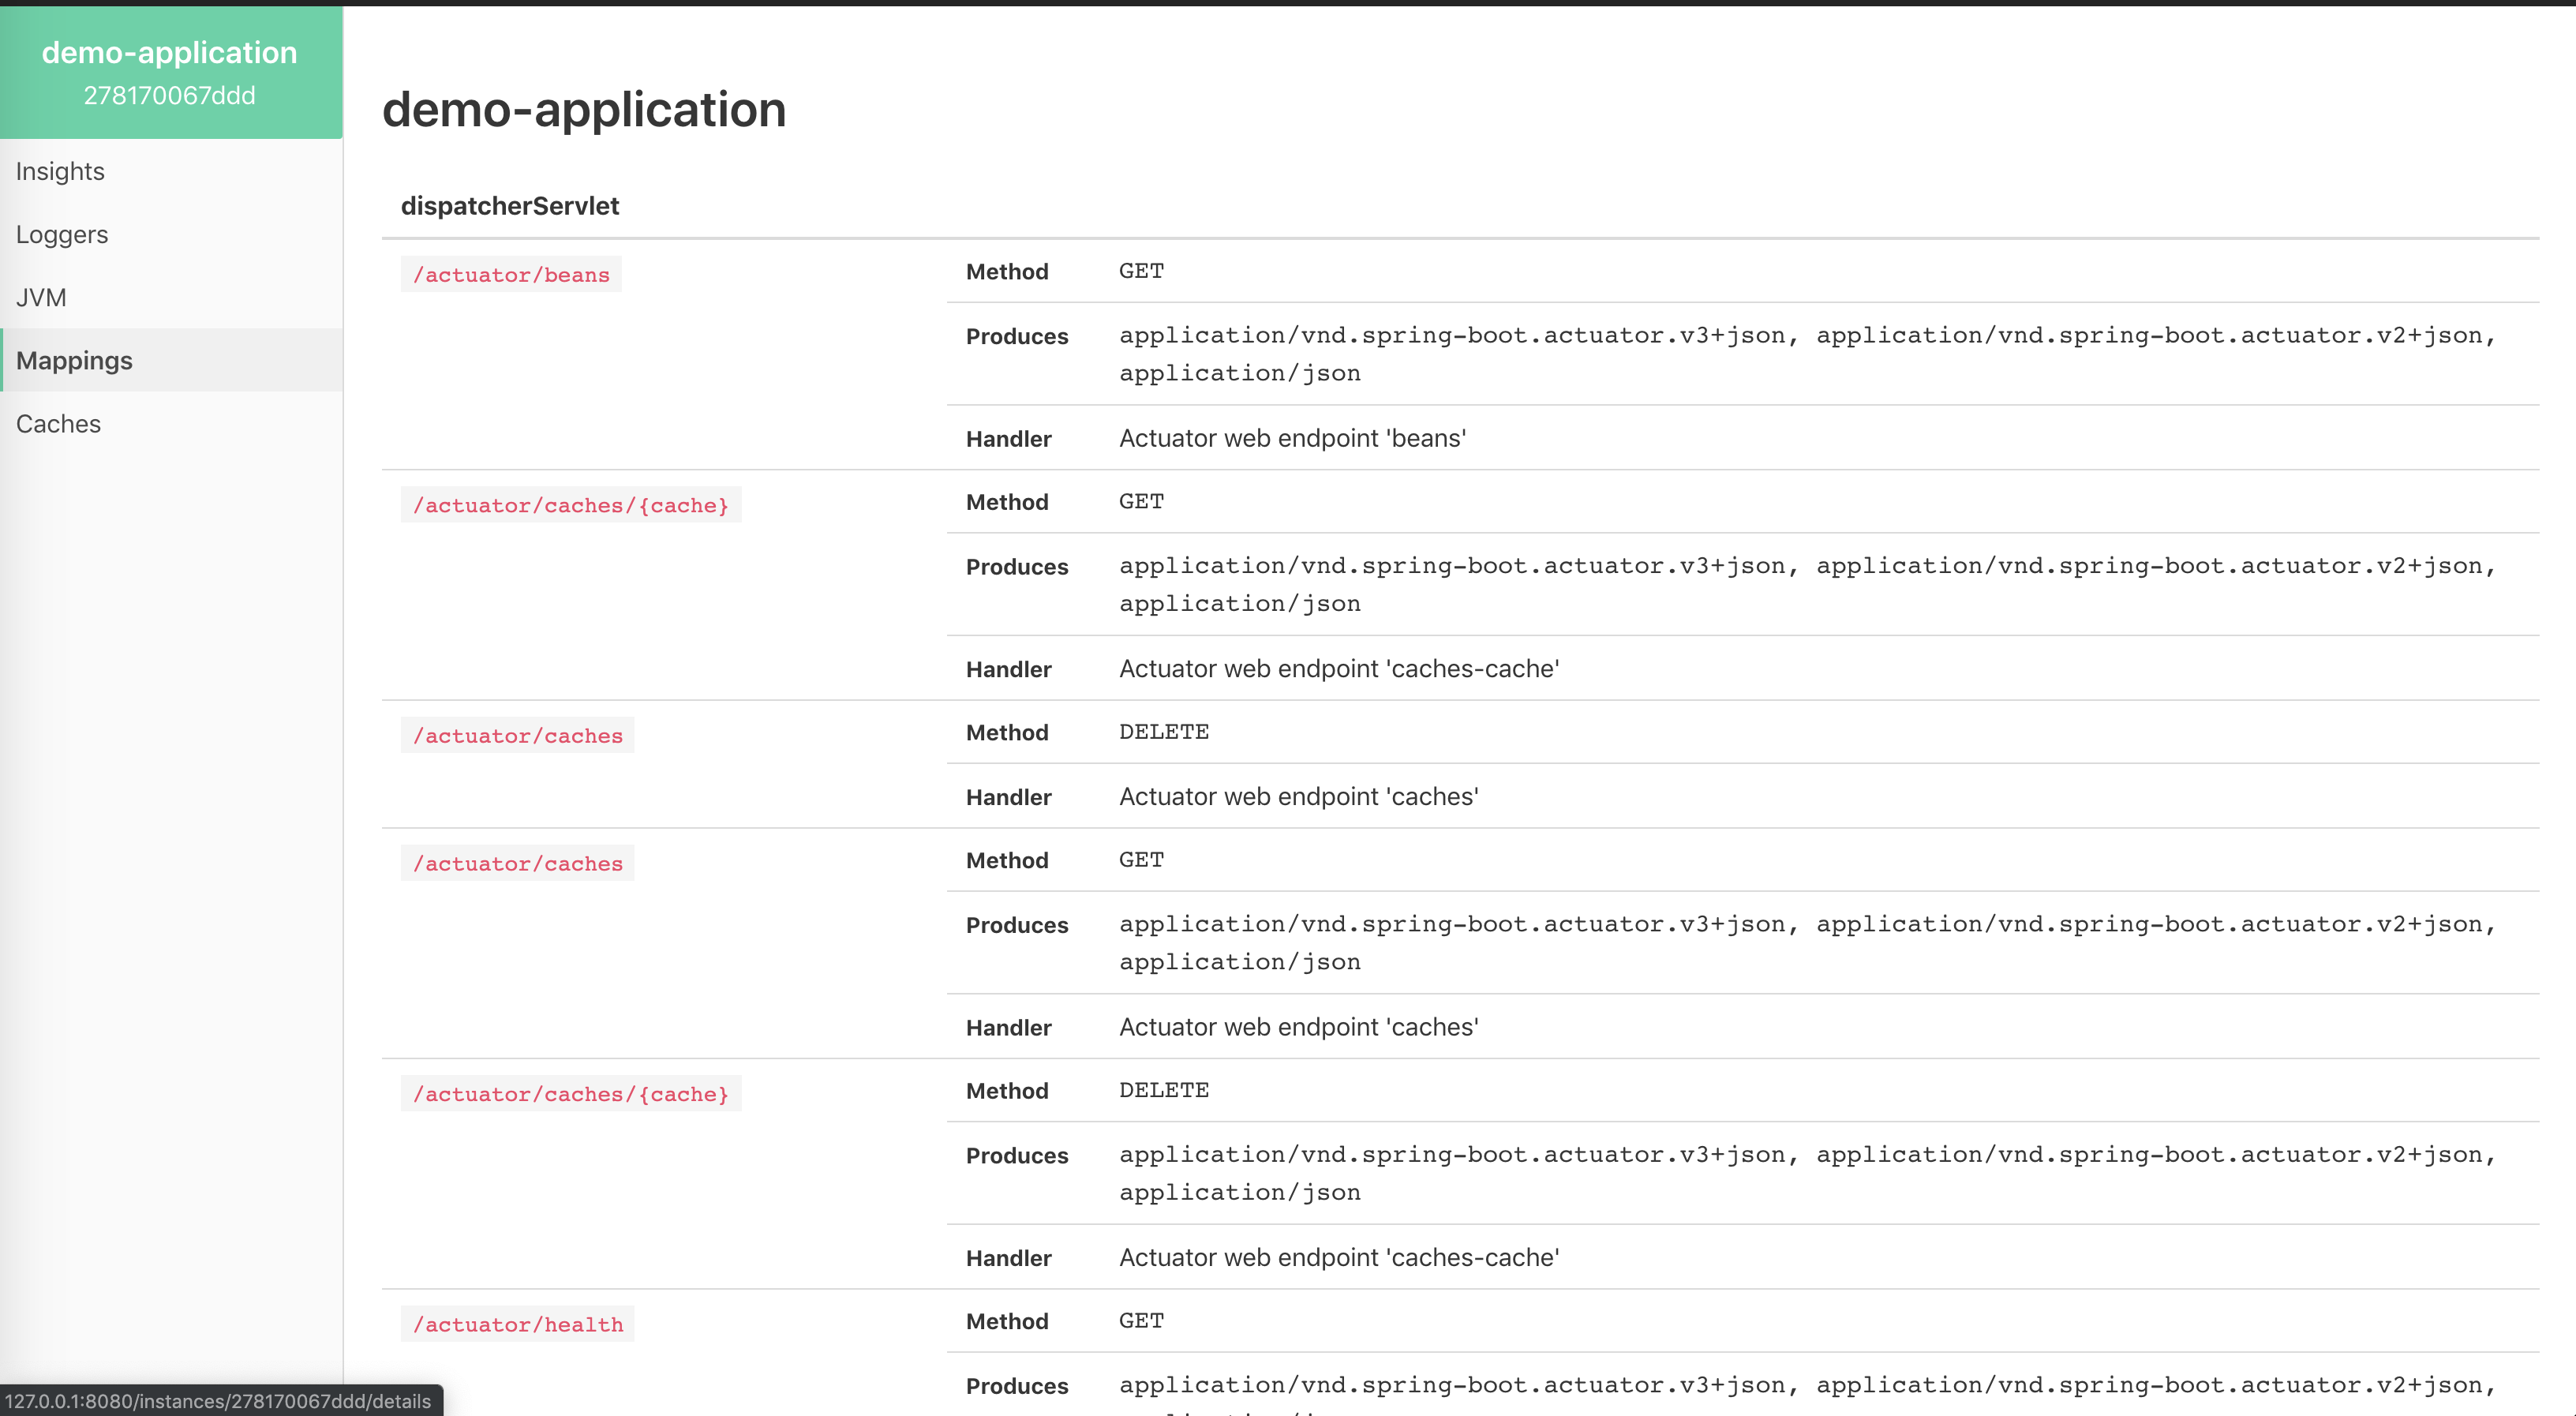 demo-application
278170067ddd
Insights
Loggers
JVM
Mappings
Caches
demo-application
dispatcherServlet
/actuator/beans
Method GET
Produces application/vnd.spring-boot.actuator.v3+json, application/vnd.spring-boot.actuator.v2+json,
application/json
Handler Actuator web endpoint 'beans'
/actuator/caches/{cache}
Method GET
Produces application/vnd.spring-boot.actuator.v3+json, application/vnd.spring-boot.actuator.v2+json,
application/json
Handler Actuator web endpoint 'caches-cache'
/actuator/caches
Method DELETE
Handler Actuator web endpoint 'caches'
/actuator/caches
Method GET
Produces application/vnd.spring-boot.actuator.v3+json, application/vnd.spring-boot.actuator.v2+json,
application/json
Handler Actuator web endpoint 'caches'
/actuator/caches/{cache}
Method DELETE
Produces application/vnd.spring-boot.actuator.v3+json, application/vnd.spring-boot.actuator.v2+json,
application/json
Handler Actuator web endpoint 'caches-cache'
/actuator/health
Method GET
Produces application/vnd.spring-boot.actuator.v3+json, application/vnd.spring-boot.actuator.v2+json,
127.0.0.1:8080/instances/278170067ddd/details